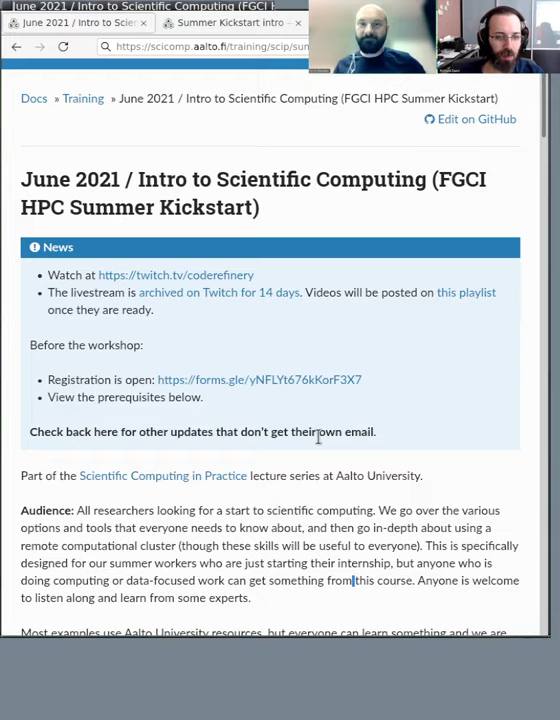 June 2021 / Intro to Scientific Computing (FGCI H
June 2021 / Intro to Scien
Summer Kickstart intro –
https://scicomp.aalto.fi/training/scip/sum
Docs » Training » June 2021 / Intro to Scientific Computing (FGCI HPC Summer Kickstart)
Edit on GitHub
June 2021 / Intro to Scientific Computing (FGCI
HPC Summer Kickstart)
News
Watch at https://twitch.tv/coderefinery
The livestream is archived on Twitch for 14 days. Videos will be posted on this playlist
once they are ready.
Before the workshop:
Registration is open: https://forms.gle/yNFLYt676kKorF3X7
View the prerequisites below.
Check back here for other updates that don't get their own email.
Part of the Scientific Computing in Practice lecture series at Aalto University.
Audience: All researchers looking for a start to scientific computing. We go over the various
options and tools that everyone needs to know about, and then go in-depth about using a
remote computational cluster (though these skills will be useful to everyone). This is specifically
designed for our summer workers who are just starting their internship, but anyone who is
doing computing or data-focused work can get something from this course. Anyone is welcome
to listen along and learn from some experts.
Most examples use Aalto University resources, but everyone can learn something and we are